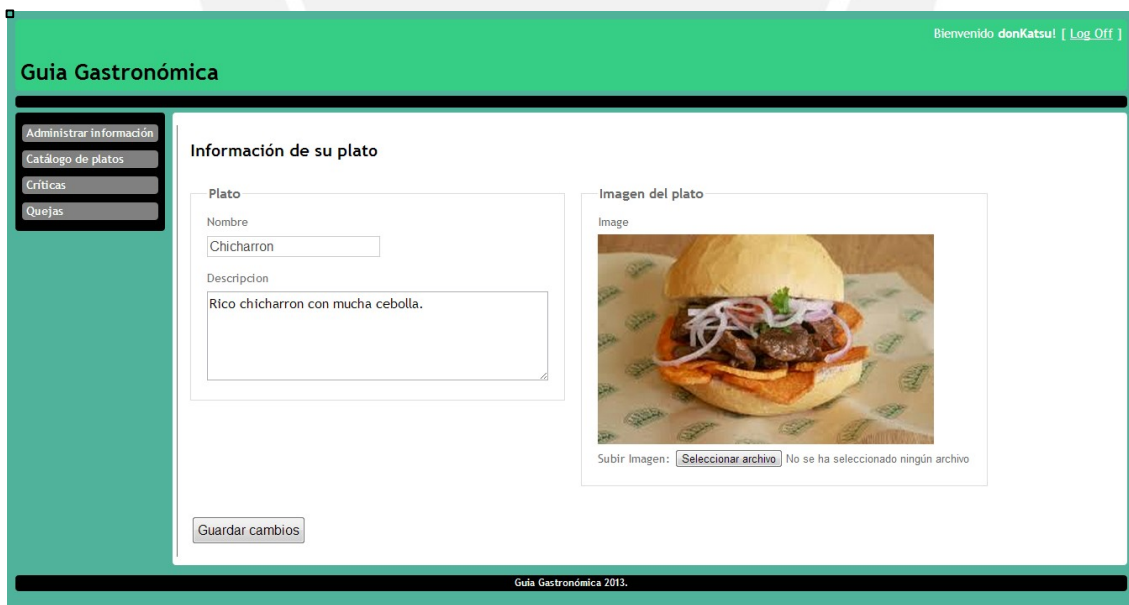 Bienvenido donKatsu! [ Log Off ]
Guia Gastronómica
Administrar información
Catálogo de platos
Críticas
Quejas
Información de su plato
Plato
Nombre
Chicharron
Descripcion
Rico chicharron con mucha cebolla.
Imagen del plato
Image
Subir Imagen: Seleccionar archivo No se ha seleccionado ningún archivo
Guardar cambios
Guia Gastronómica 2013.